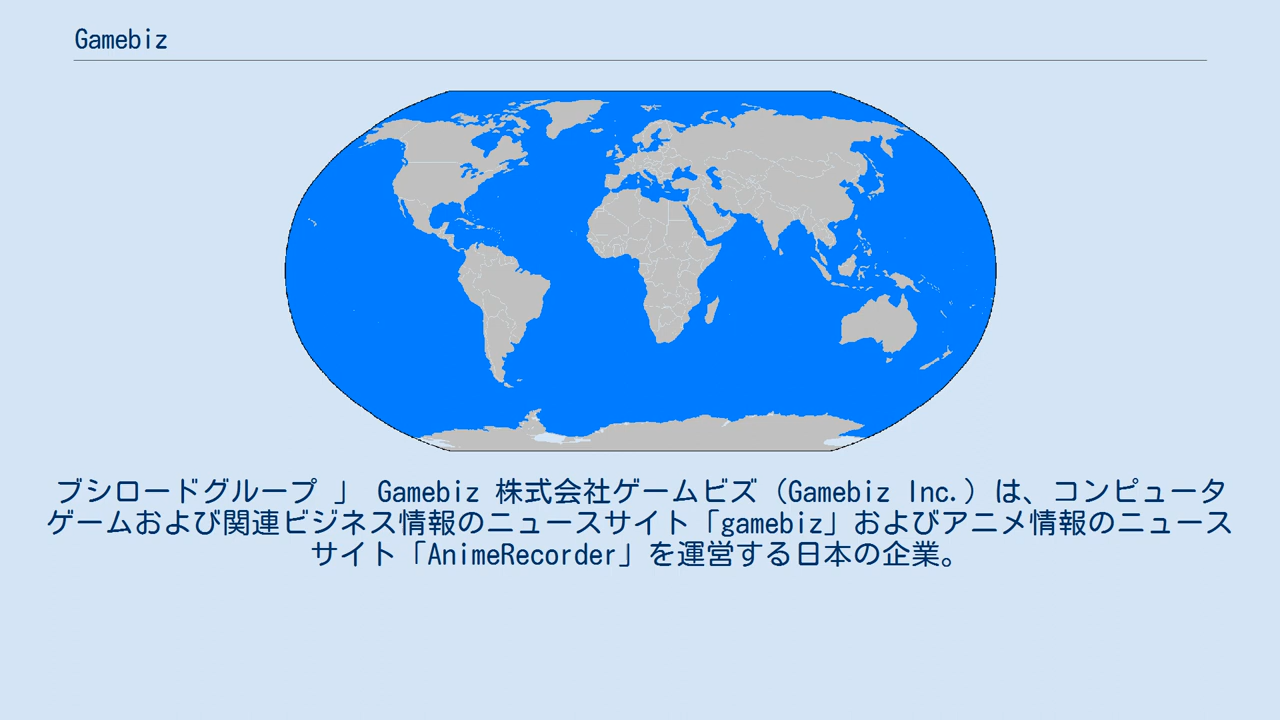 Gamebiz
ブシロードグループ 」 Gamebiz 株式会社ゲームビズ（Gamebiz Inc.）は、コンピュータ
ゲームおよび関連ビジネス情報のニュースサイト「gamebiz」およびアニメ情報のニュース
サイト「AnimeRecorder」を運営する日本の企業。